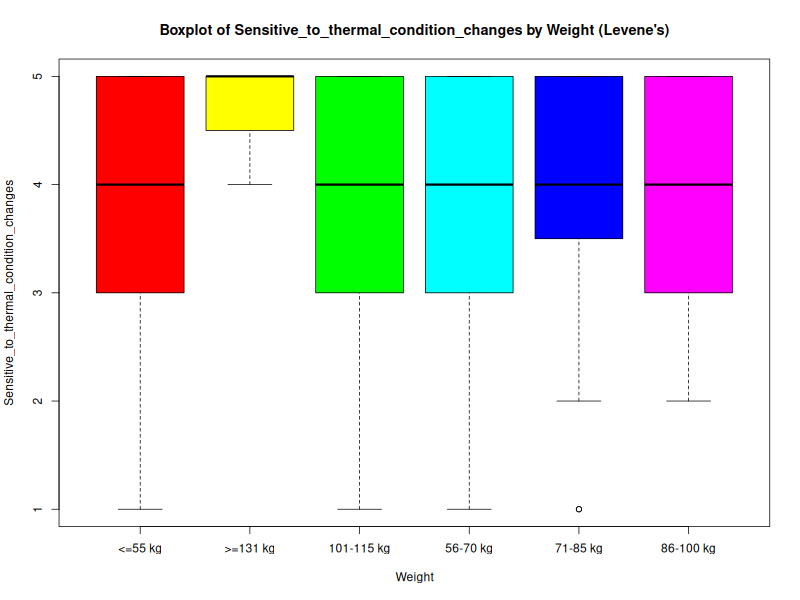 Boxplot of Sensitive_to_thermal_condition_changes by Weight (Levene's)
Sensitive_to_thermal_condition_changes
5
4
3
2
1
<=55 kg
>=131 kg
101-115 kg
56-70 kg
71-85 kg
86-100 kg
Weight